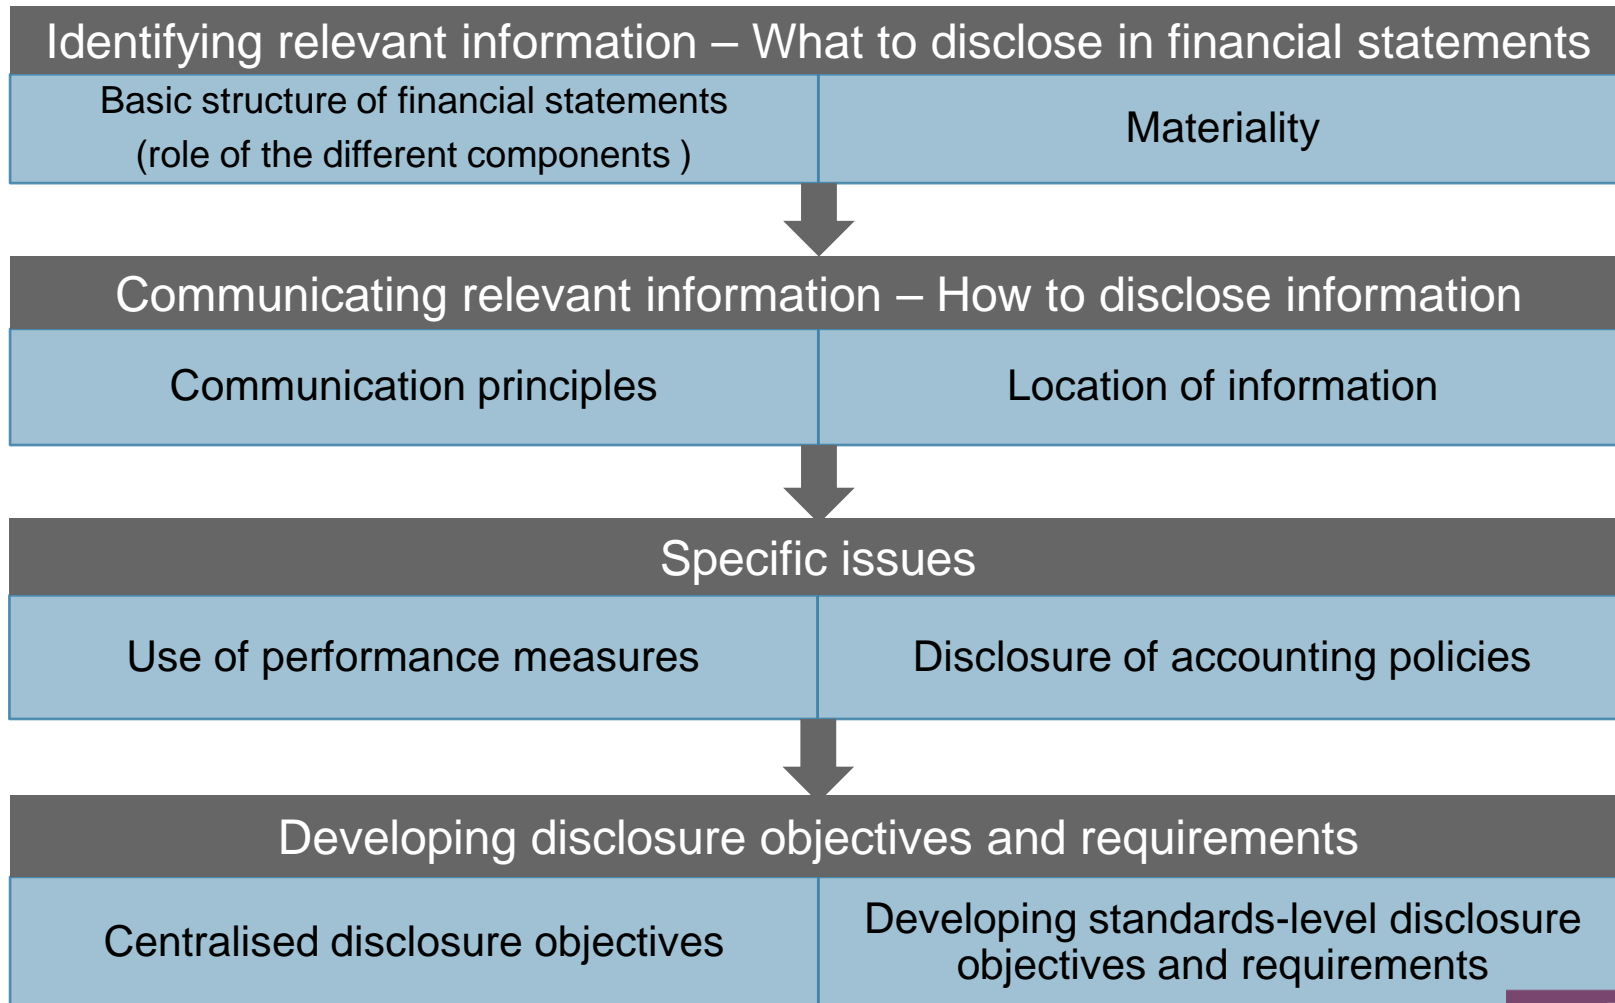 Identifying relevant information – What to disclose in financial statements
Basic structure of financial statements
(role of the different components )
Materiality
Communicating relevant information – How to disclose information
Communication principles
Location of information
Specific issues
Use of performance measures
Disclosure of accounting policies
Developing disclosure objectives and requirements
Centralised disclosure objectives
Developing standards-level disclosure
objectives and requirements